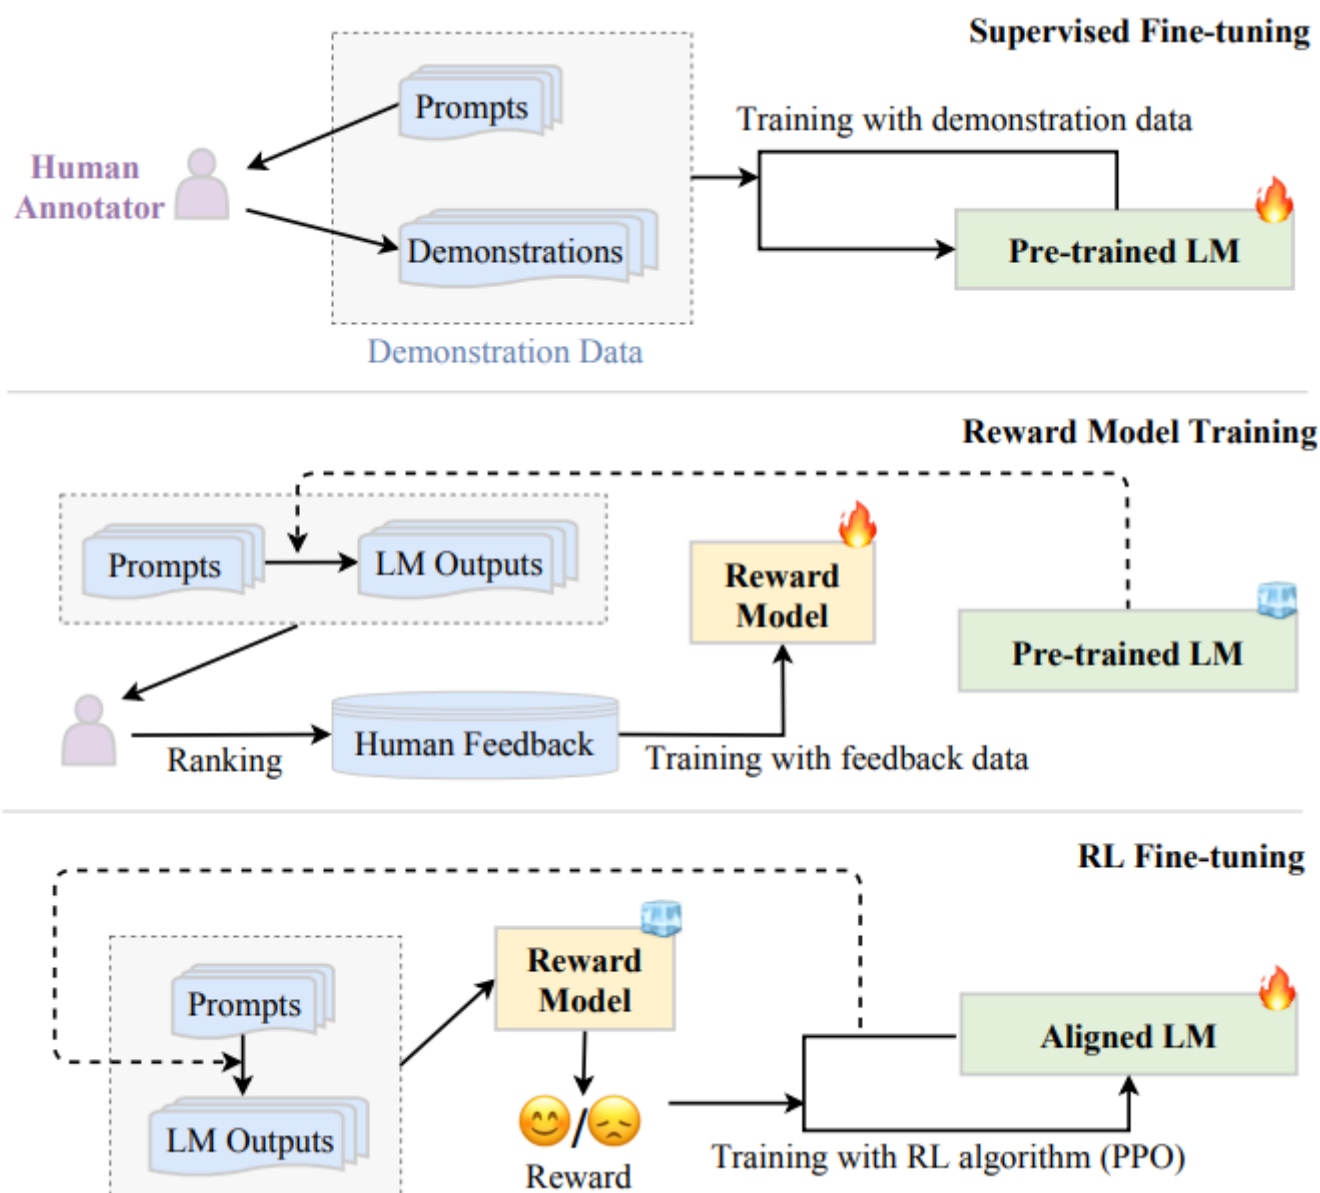 Supervised Fine-tuning
Prompts
Training with demonstration data
Human
Annotator
Demonstrations
Pre-trained LM
Demonstration Data
Reward Model Training
Prompts
LM Outputs
Reward
Model
Pre-trained LM
Ranking
Human Feedback
Training with feedback data
RL Fine-tuning
Reward
Model
Prompts
Aligned LM
LM Outputs
/
Reward
Training with RL algorithm (PPO)